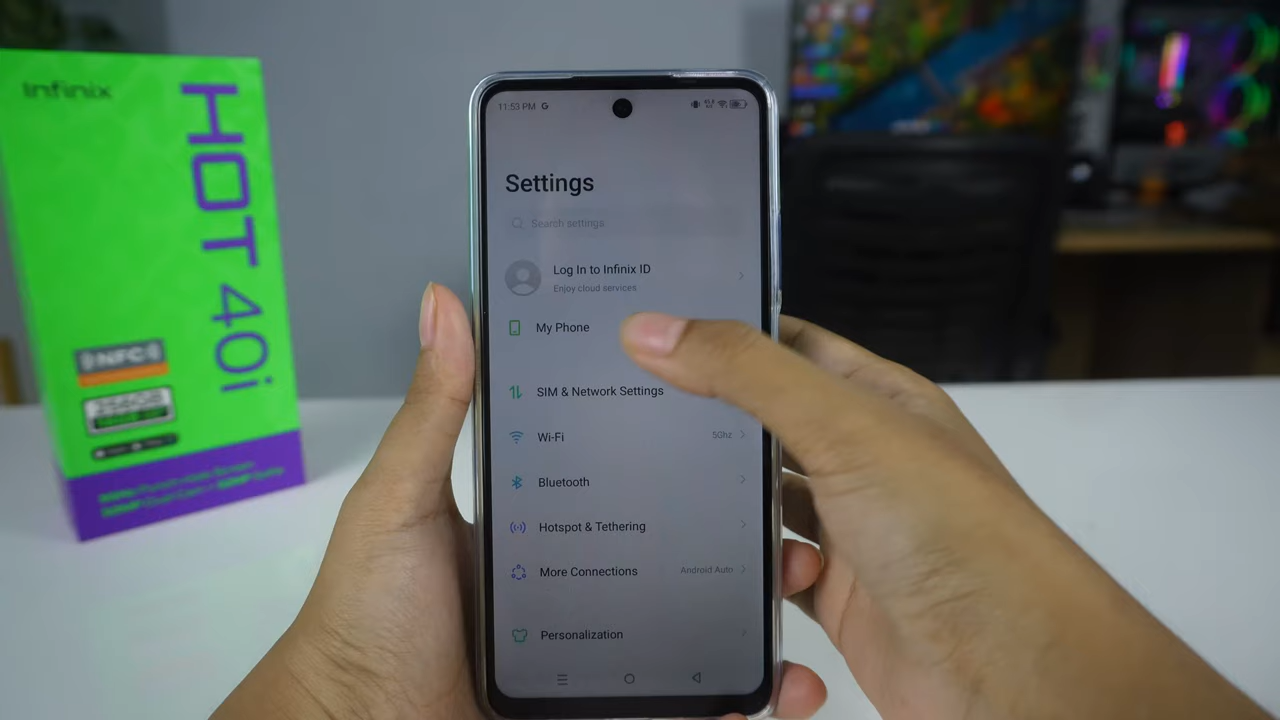 Infinix
HOT 40i
NFC
256GB
11:53 PM G
Settings
Search settings
Log In to Infinix ID
Enjoy cloud services
My Phone
SIM & Network Settings
Wi-Fi
5Ghz
Bluetooth
Hotspot & Tethering
More Connections
Android Auto
Personalization